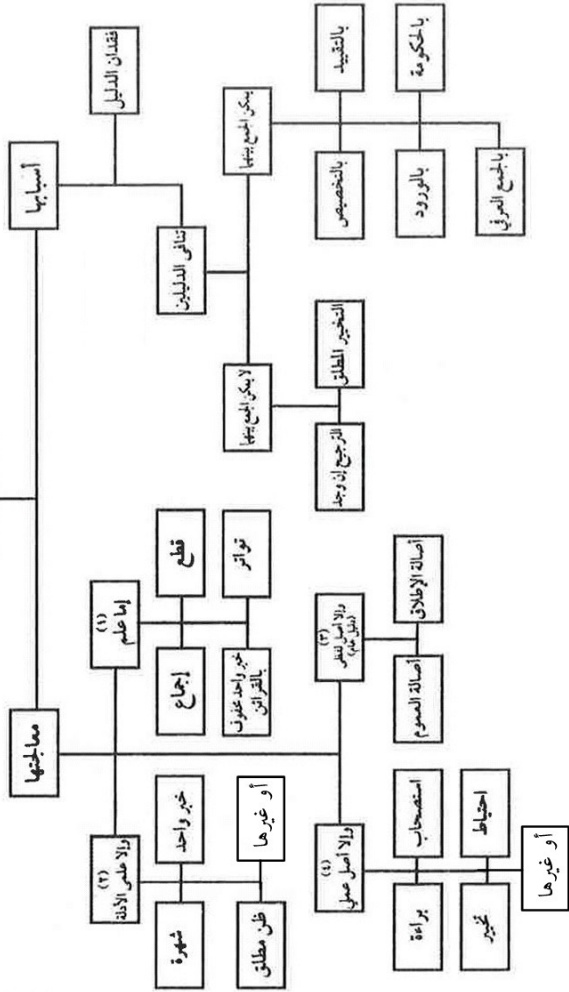 أسبابها
فقدان الدليل
تنافي الدليلين
يمكن الجمع بينهما
بالتقييد
بالحكومة
بالتخصيص
بالورود
بالجمع العرفي
لا يمكن الجمع بينهما
التخيير المطلق
الترجيح إن وجد
معالجتها
(١)
إما علم
قطع
تواتر
إجماع
خبر واحد محفوف
بالقرائن
(٢)
وإلا علمي الأدلة
خبر واحد
أو غيرها
شهرة
ظن مطلق
(٣)
وإلا أصل لفظي
(دليل عام)
أصالة الإطلاق
أصالة العموم
(٤)
وإلا أصل عملي
استصحاب
احتياط
براءة
تخيير
أو غيرها